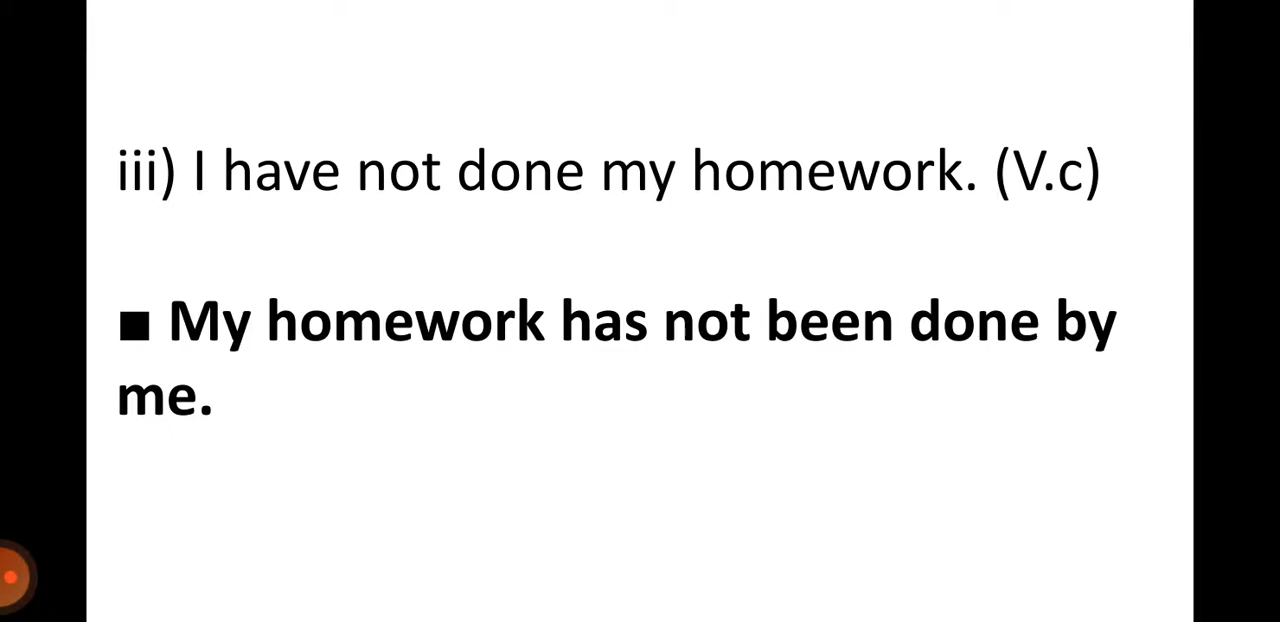 iii) I have not done my homework. (V.c)
■ My homework has not been done by
me.